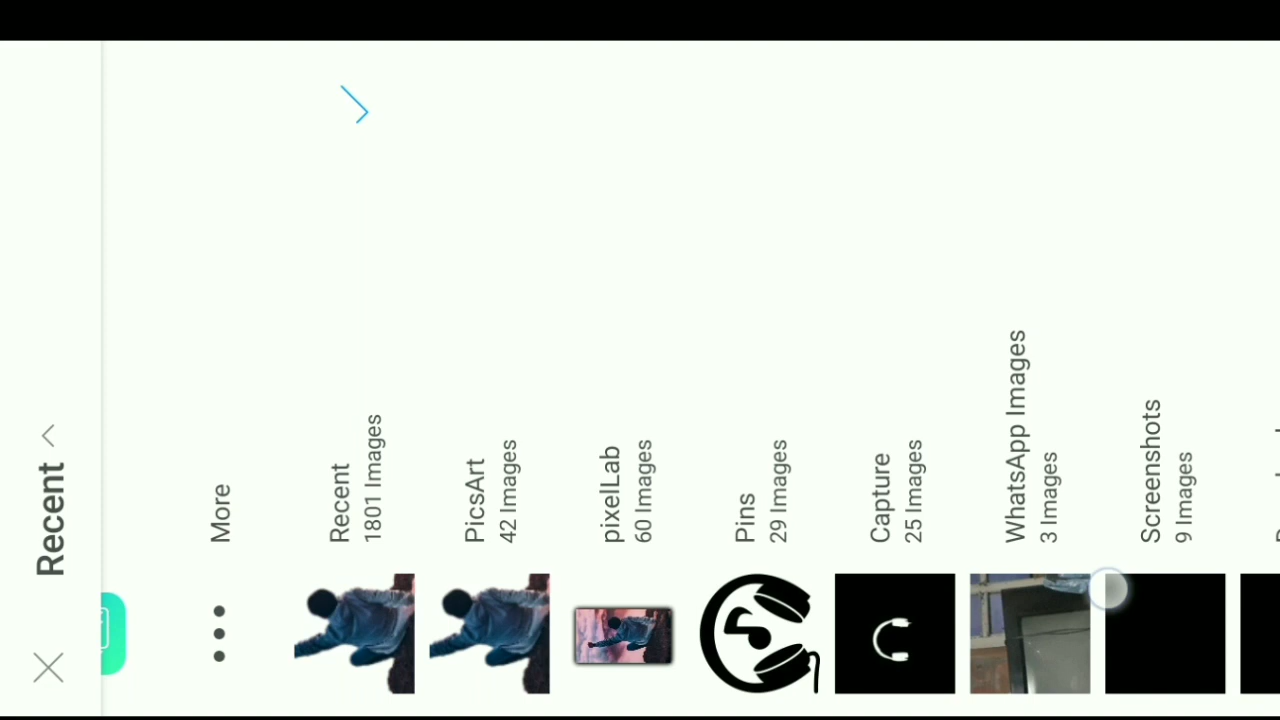 Recent
More
Recent
1801 Images
PicsArt
42 Images
pixelLab
60 Images
Pins
29 Images
Capture
25 Images
WhatsApp Images
3 Images
Screenshots
9 Images